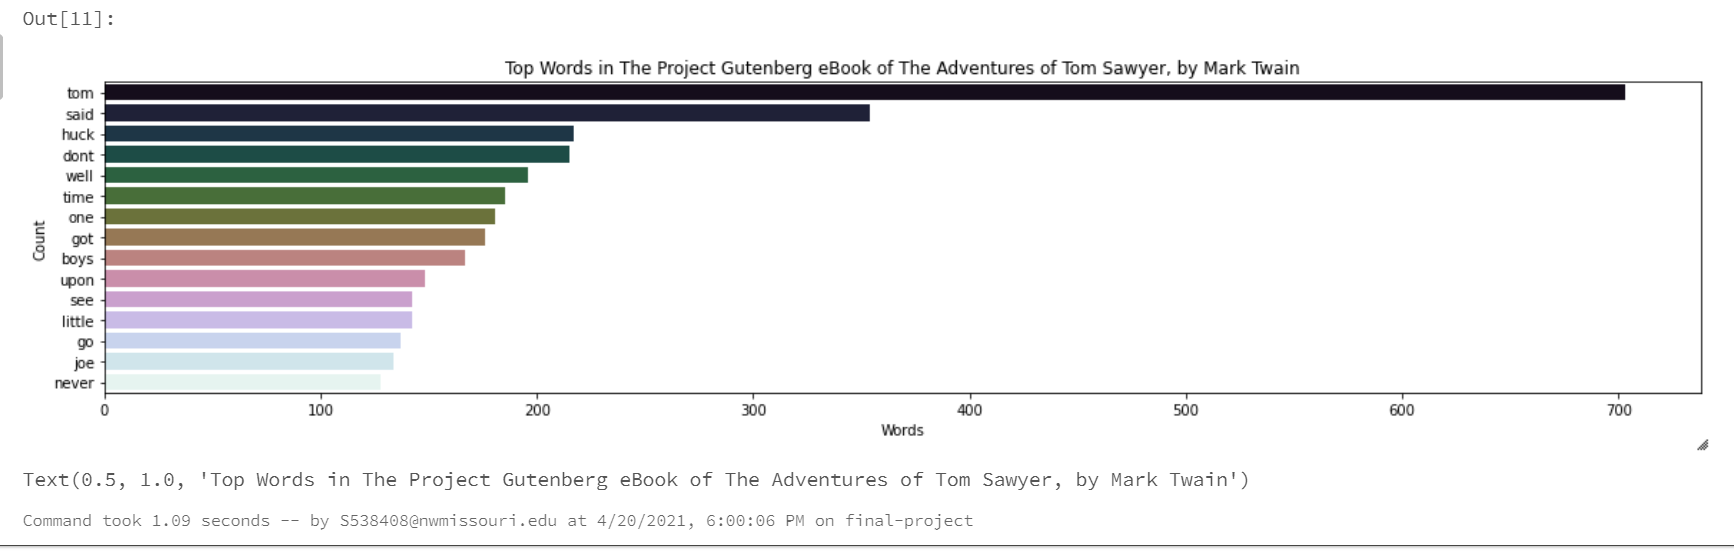 Out[11]:
Top Words in The Project Gutenberg eBook of The Adventures of Tom Sawyer, by Mark Twain
tom
said
huck
dont
well
time
one
got
boys
upon
see
little
go
joe
never
Count
0 100 200 300 400 500 600 700
Words
Text(0.5, 1.0, 'Top Words in The Project Gutenberg eBook of The Adventures of Tom Sawyer, by Mark Twain')
Command took 1.09 seconds -- by S538408@nwmissouri.edu at 4/20/2021, 6:00:06 PM on final-project